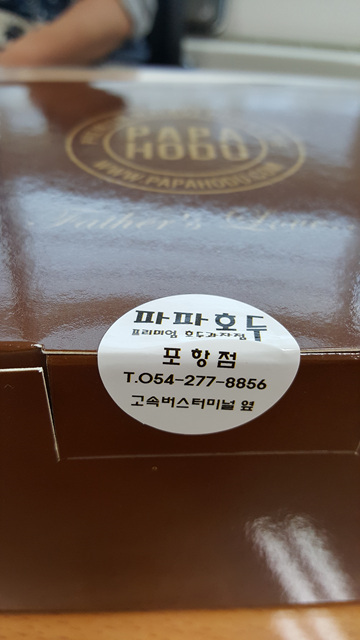 PAPA
HODO
WWW.PAPAHODU.COM
Father's Love
파파호두
프리미엄 호두과자점
포항점
T.054-277-8856
고속버스터미널 옆